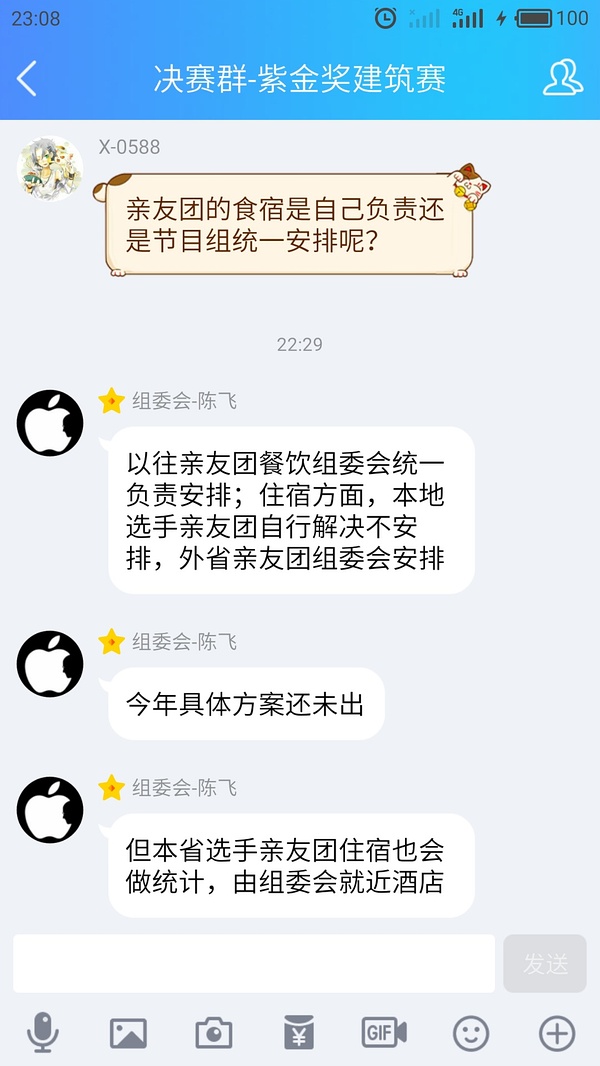 23:08
4G
100
决赛群-紫金奖建筑赛
X-0588
亲友团的食宿是自己负责还
是节目组统一安排呢？
22:29
组委会-陈飞
以往亲友团餐饮组委会统一
负责安排；住宿方面，本地
选手亲友团自行解决不安
排，外省亲友团组委会安排
组委会-陈飞
今年具体方案还未出
组委会-陈飞
但本省选手亲友团住宿也会
做统计，由组委会就近酒店
发送
¥
GIF